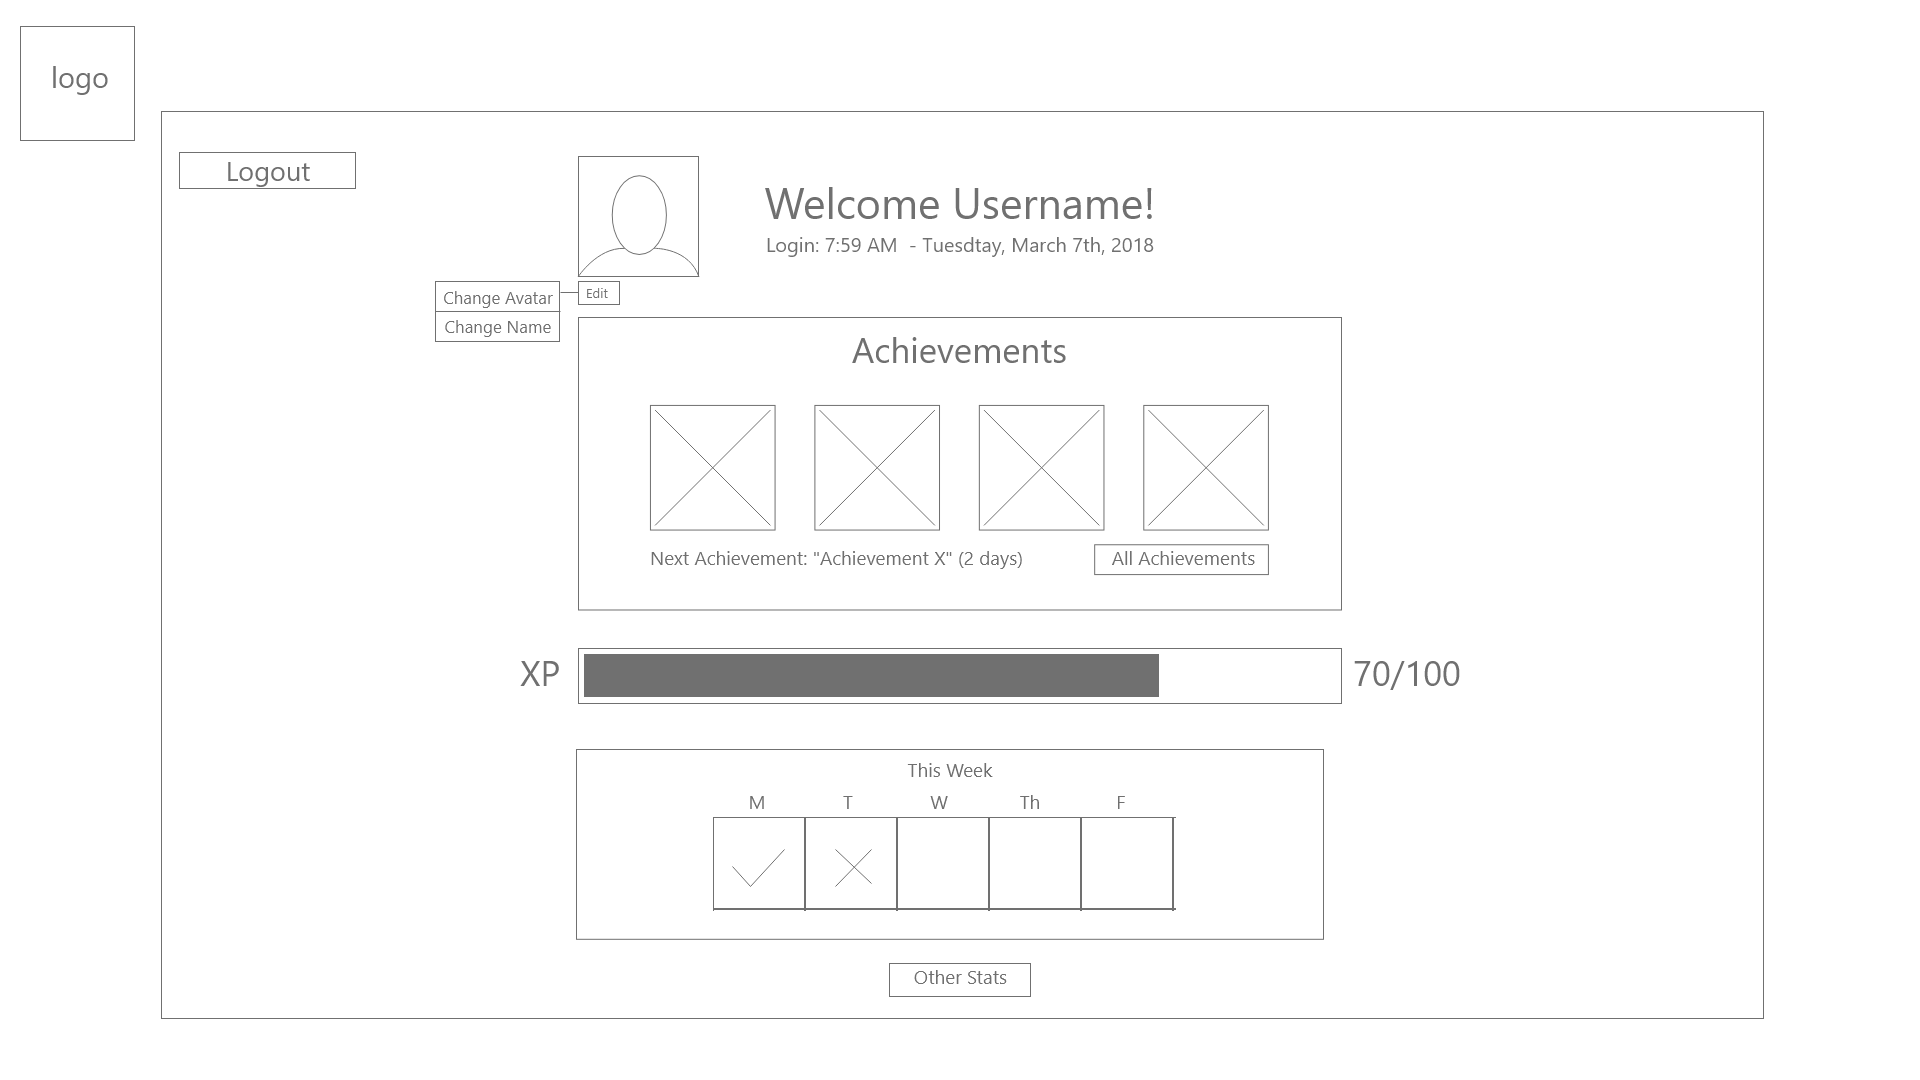 logo
Logout
Welcome Username!
Login: 7:59 AM - Tuesdtay, March 7th, 2018
Edit
Change Avatar
Change Name
Achievements
Next Achievement: "Achievement X" (2 days)
All Achievements
XP
70/100
This Week
M T W Th F
Other Stats